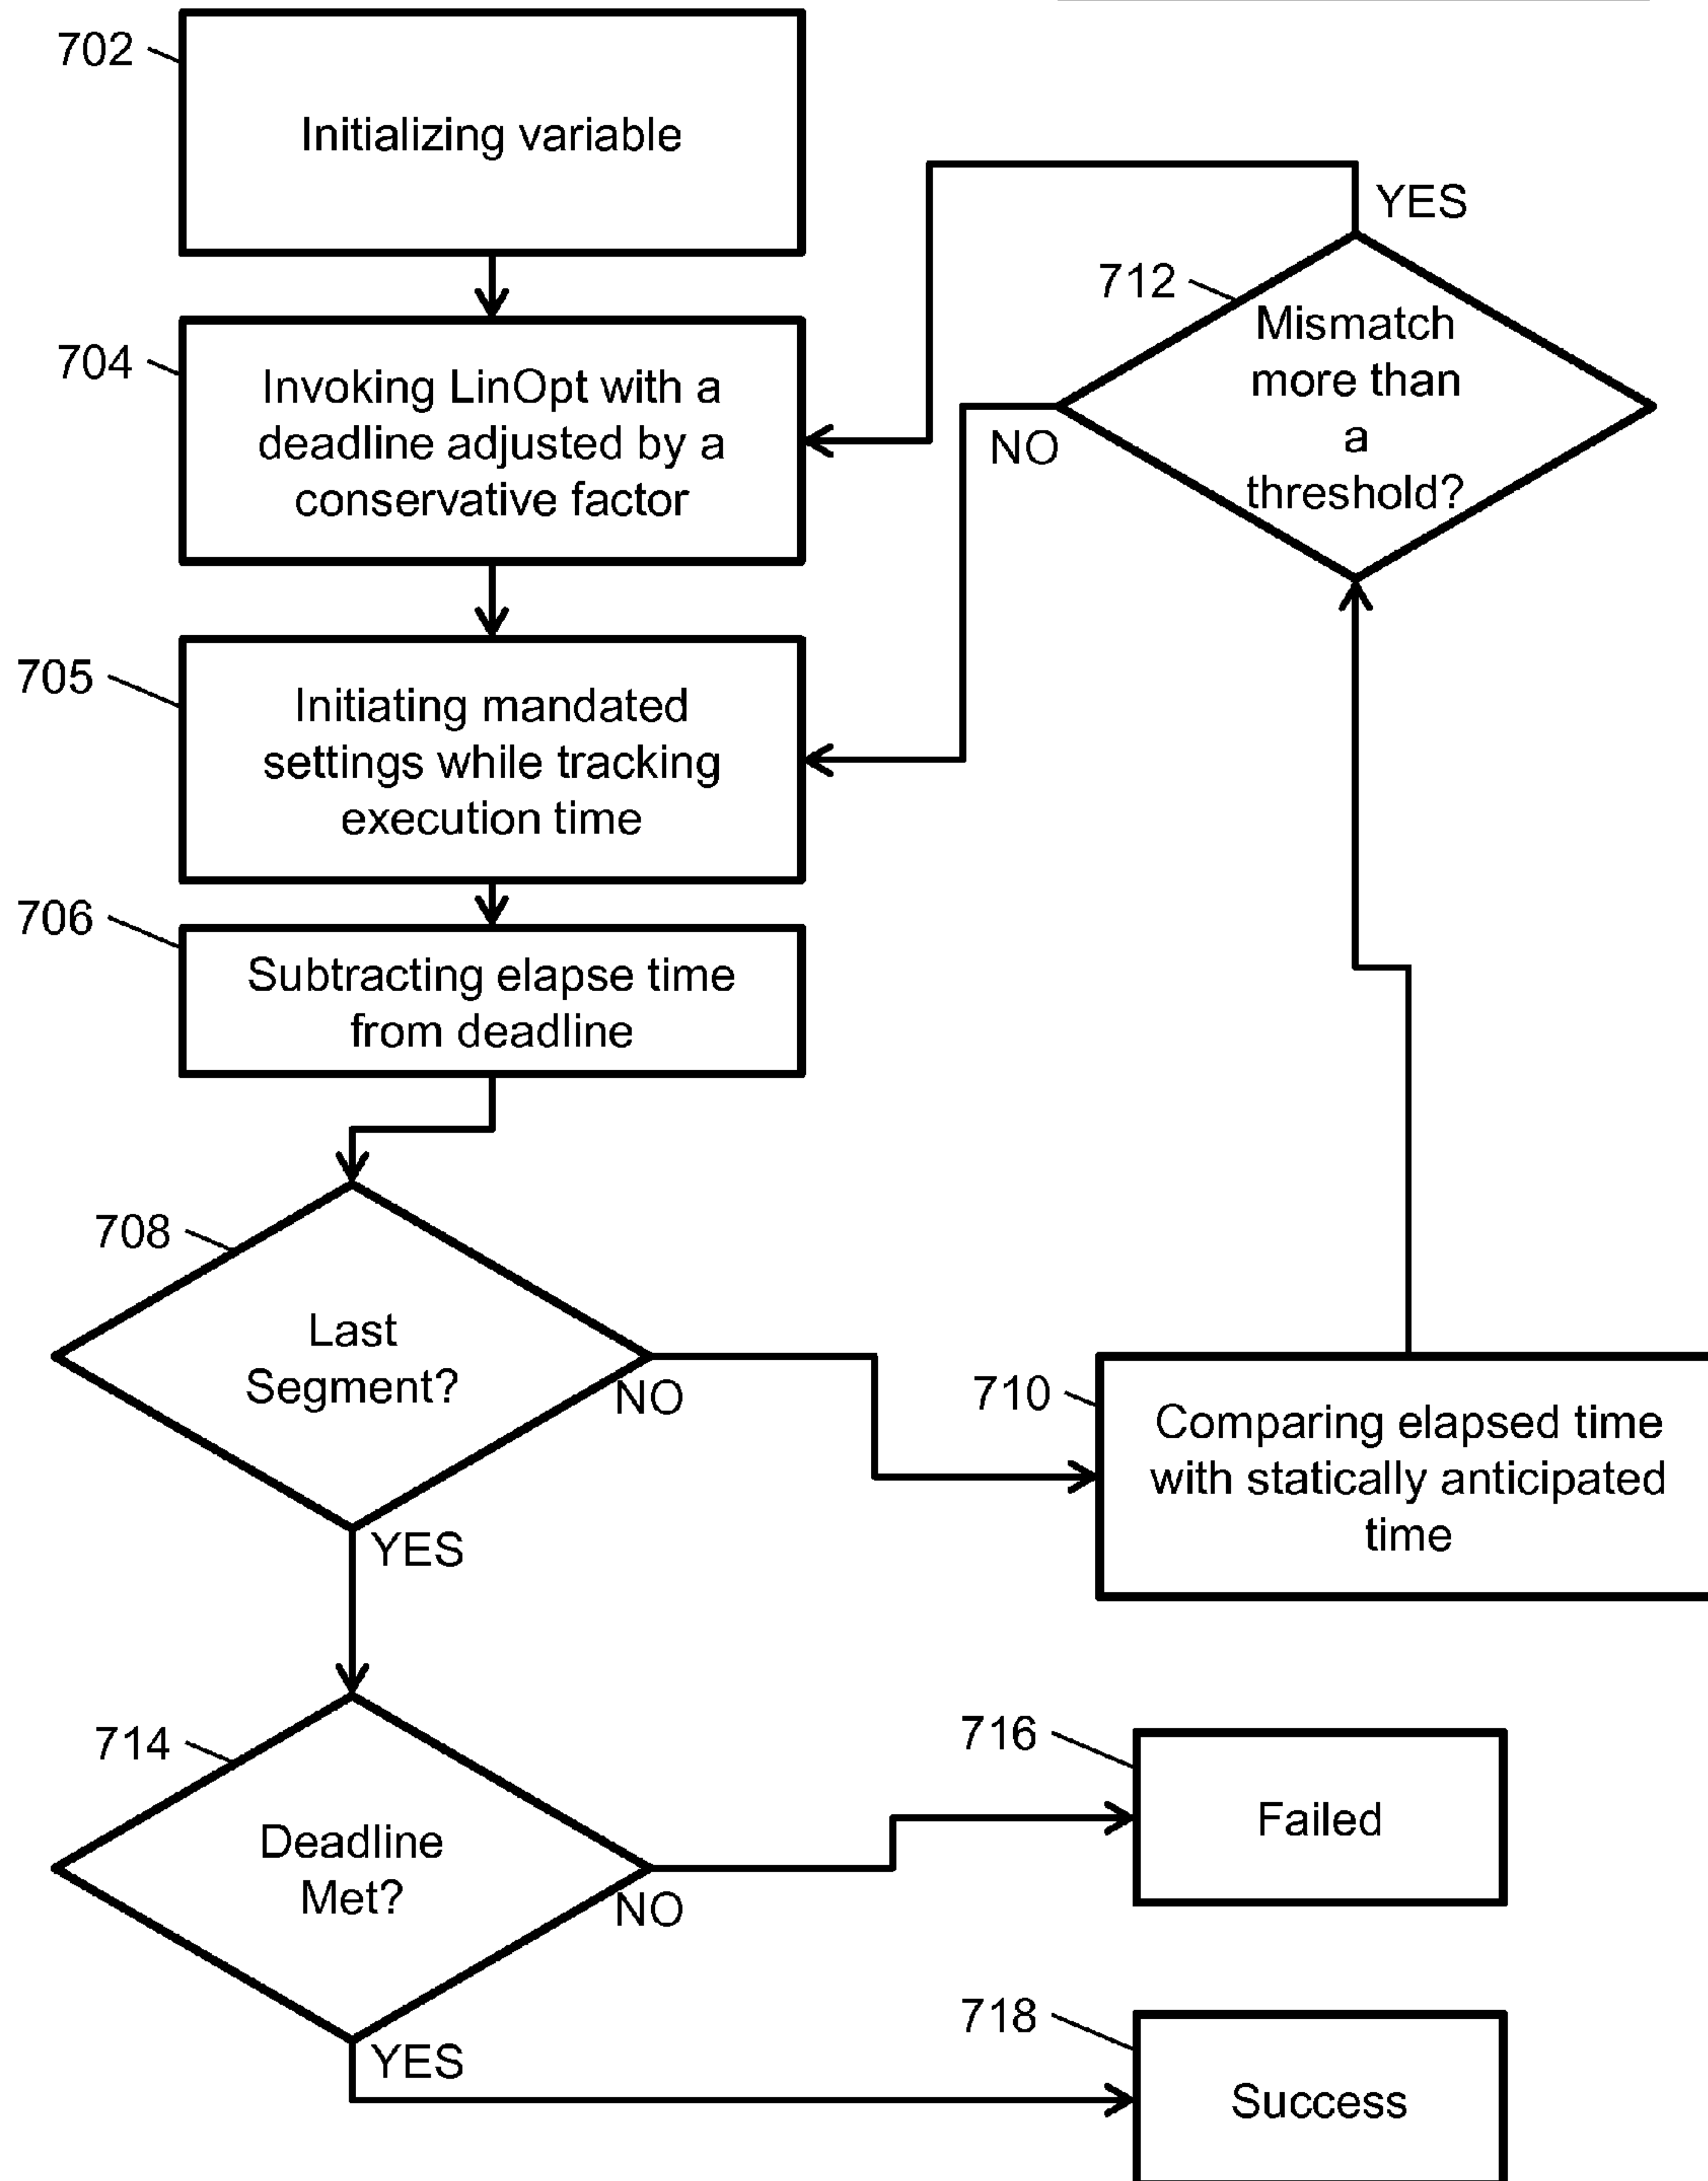 702
Initializing variable
YES
712
Mismatch
more than
a
threshold?
NO
704
Invoking LinOpt with a
deadline adjusted by a
conservative factor
705
Initiating mandated
settings while tracking
execution time
706
Subtracting elapse time
from deadline
708
Last
Segment?
NO
YES
710
Comparing elapsed time
with statically anticipated
time
714
Deadline
Met?
NO
YES
716
Failed
718
Success